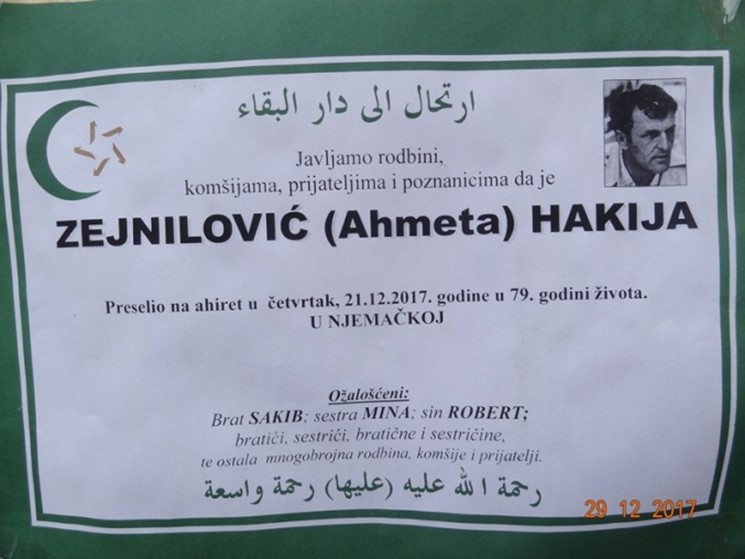 ارتحال الى دار البقاء
Javljamo rodbini,
komšijama, prijateljima i poznanicima da je
ZEJNILOVIĆ (Ahmeta) HAKIJA
Preselio na ahiret u četvrtak, 21.12.2017. godine u 79. godini života.
U NJEMAČKOJ
Ožalošćeni:
Brat SAKIB; sestra MINA; sin ROBERT;
bratići, sestrići, bratične i sestričine,
te ostala mnogobrojna rodbina, komšije i prijatelji.
رحمة الله عليه (عليها) رحمة واسعة
29 12 2017